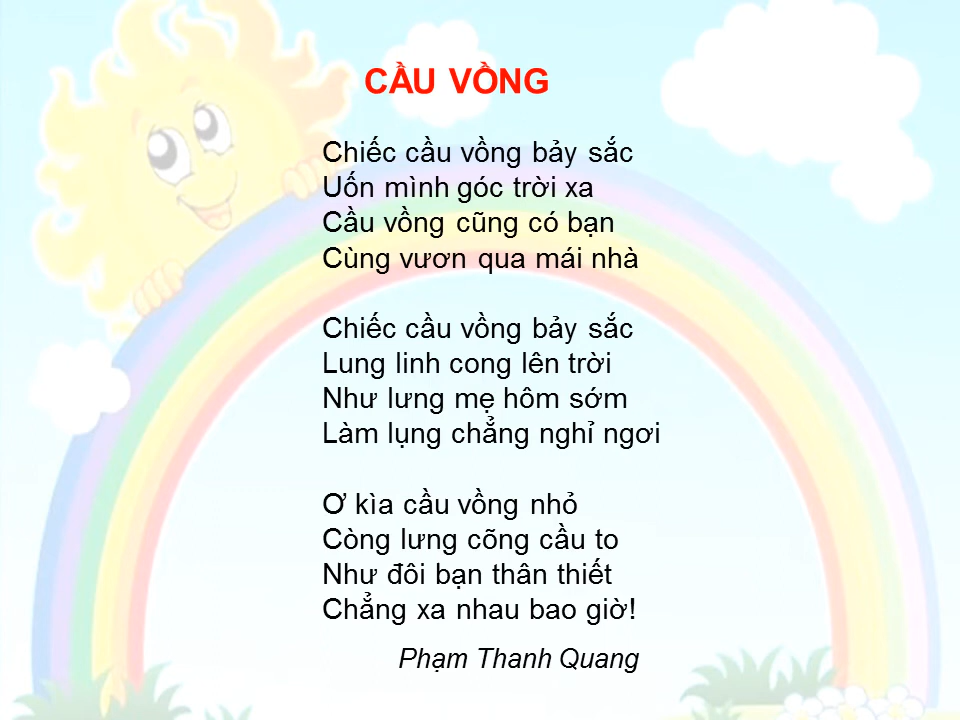 CẦU VỒNG
Chiếc cầu vồng bảy sắc
Uốn mình góc trời xa
Cầu vồng cũng có bạn
Cùng vươn qua mái nhà
Chiếc cầu vồng bảy sắc
Lung linh cong lên trời
Như lưng mẹ hôm sớm
Làm lụng chẳng nghỉ ngơi
Ơ kìa cầu vồng nhỏ
Còng lưng cõng cầu to
Như đôi bạn thân thiết
Chẳng xa nhau bao giờ!
Phạm Thanh Quang